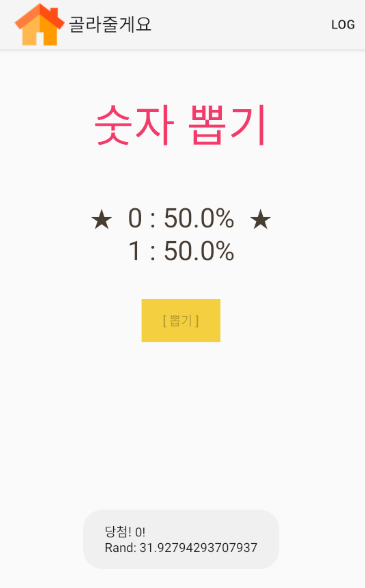 골라줄게요
LOG
숫자 뽑기
★ 0 : 50.0% ★
1 : 50.0%
[ 뽑기 ]
당첨! 0!
Rand: 31.92794293707937